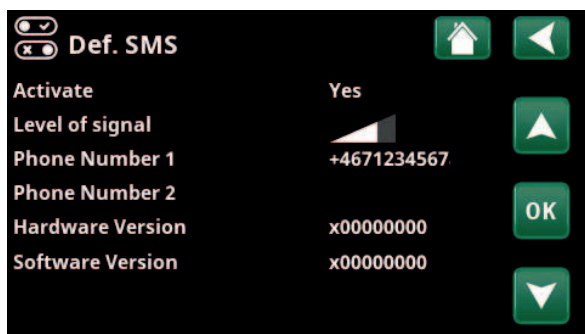 Def. SMS
Activate Yes
Level of signal
Phone Number 1 +4671234567
Phone Number 2
Hardware Version x00000000
OK
Software Version x00000000